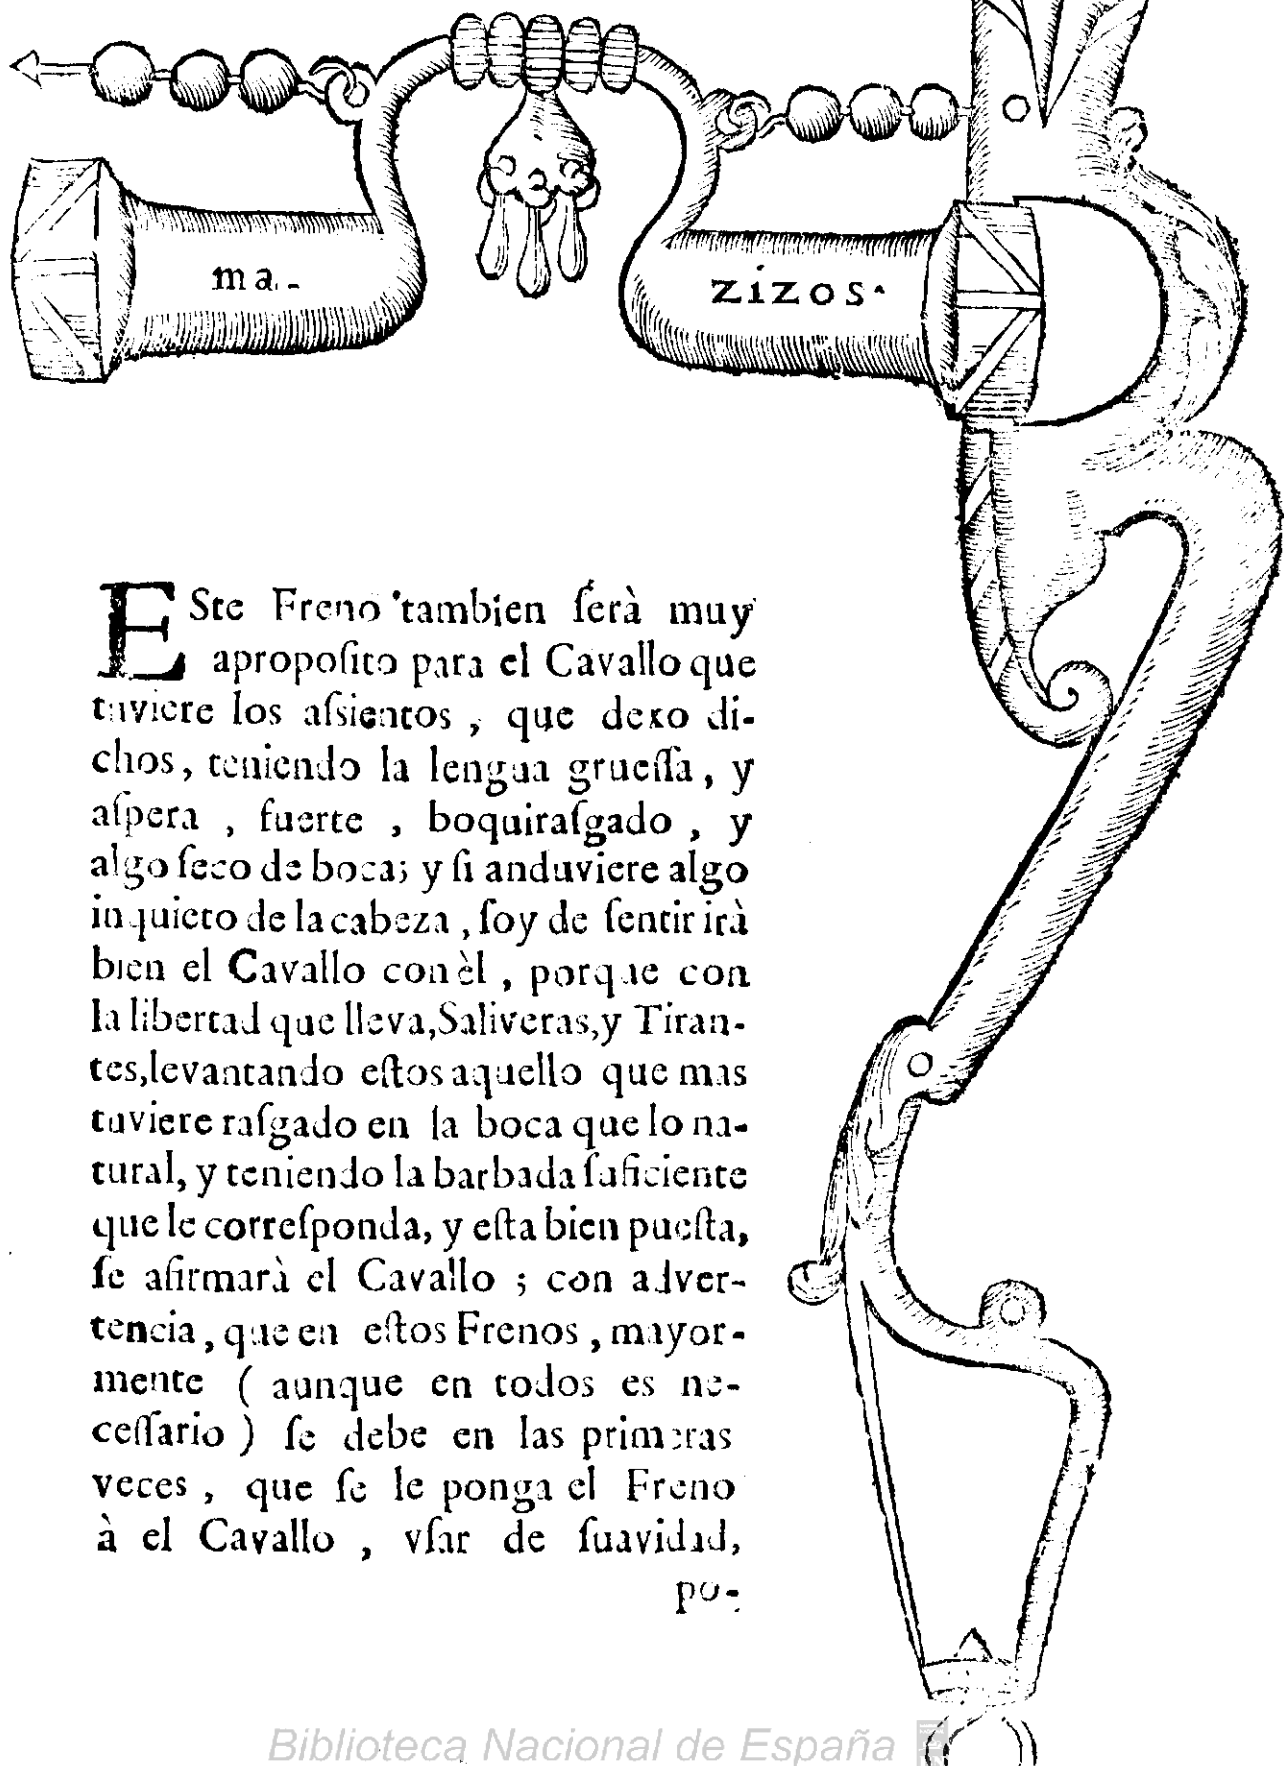 ma-
zizos.
ESte Freno tambien ſerà muy
apropoſito para el Cavallo que
tuviere los aſsientos, que dexo di-
chos, teniendo la lengua grueſſa, y
aſpera, fuerte, boquiraſgado, y
algo ſeco de boca; y ſi anduviere algo
inquieto de la cabeza, ſoy de ſentir irà
bien el Cavallo con èl, porque con
la libertad que lleva, Saliveras, y Tiran-
tes, levantando eſtos aquello que mas
tuviere raſgado en la boca que lo na-
tural, y teniendo la barbada ſuficiente
que le correſponda, y eſta bien pueſta,
ſe afirmarà el Cavallo; con adver-
tencia, que en eſtos Frenos, mayor-
mente (aunque en todos es ne-
ceſſario) ſe debe en las primeras
veces, que ſe le ponga el Freno
à el Cavallo, vſar de ſuavidad,
po-
Biblioteca Nacional de España